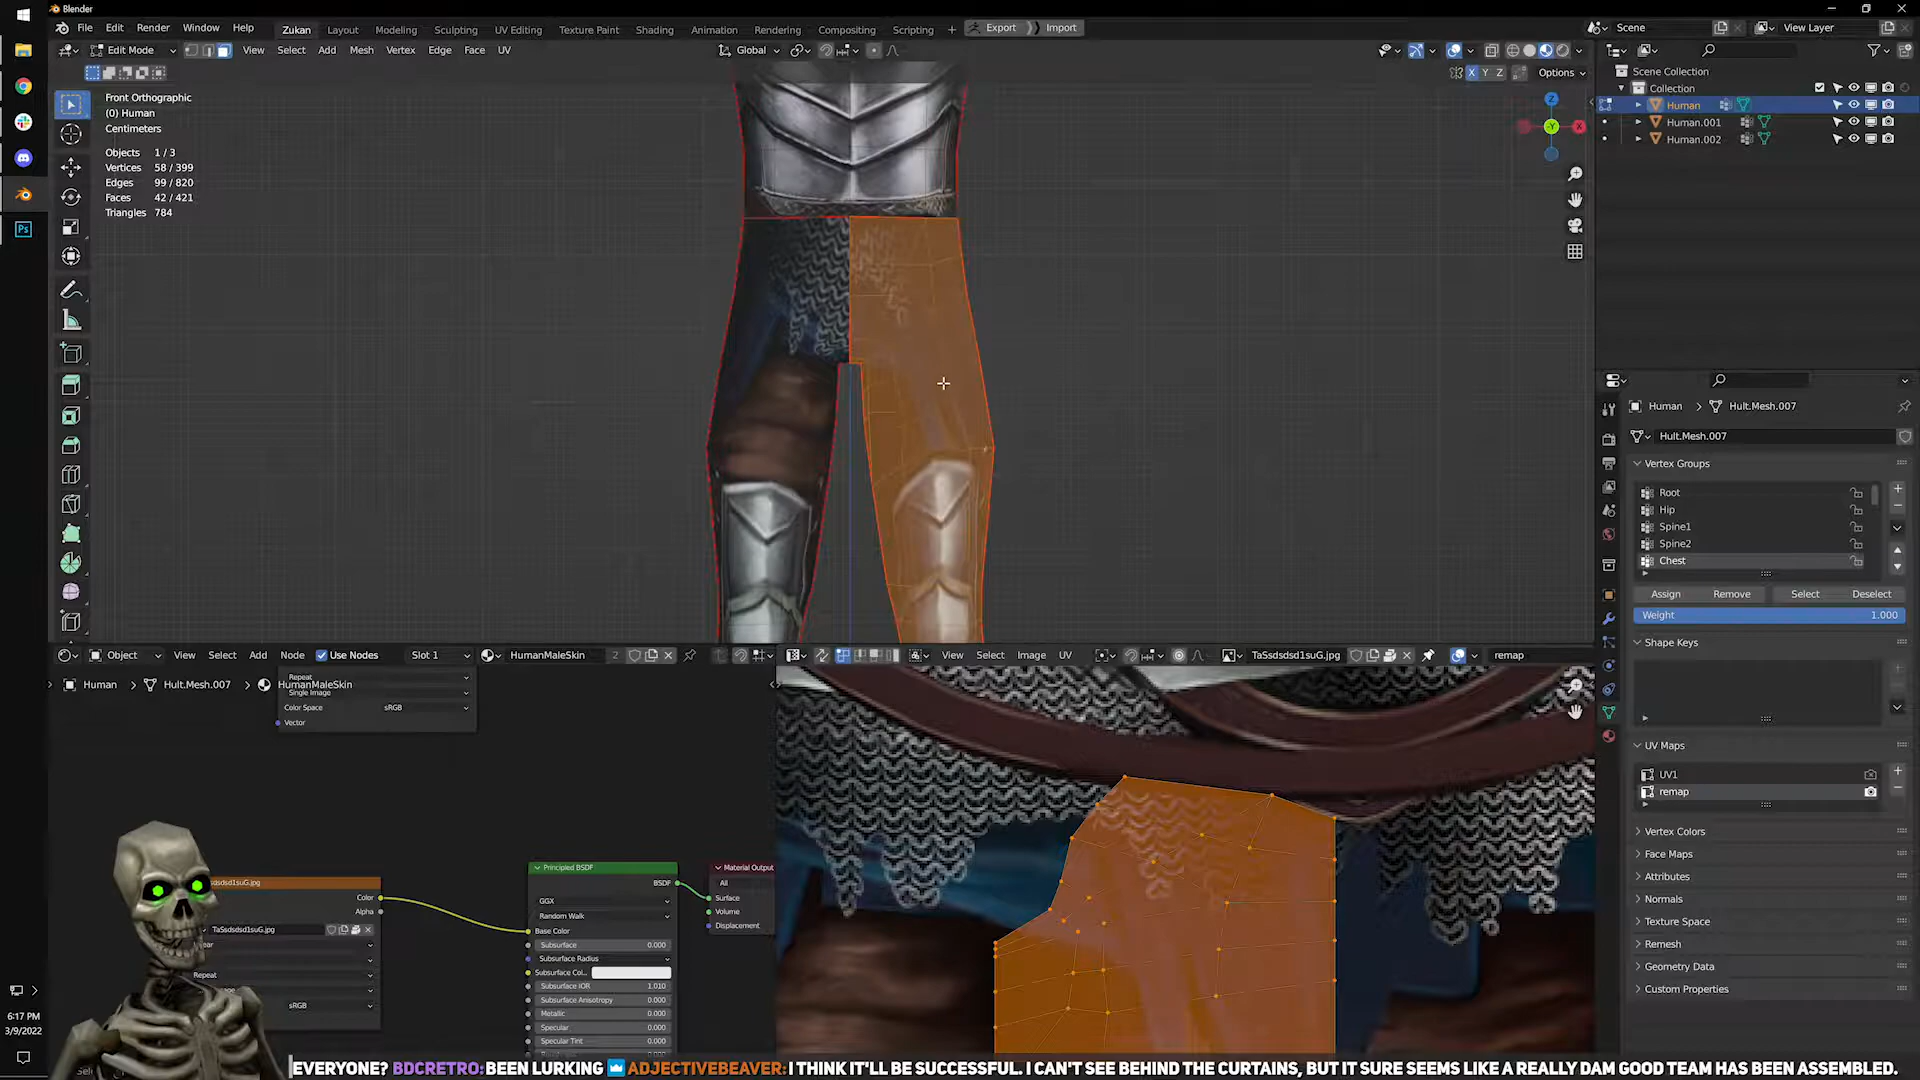 Blender
File Edit Render Window Help Zukan Layout Modeling Sculpting UV Editing Texture Paint Shading Animation Rendering Compositing Scripting + Export Import Scene View Layer
Edit Mode View Select Add Mesh Vertex Edge Face UV Global
X Y Z Options
Front Orthographic
(0) Human
Centimeters
Objects 1 / 3
Vertices 58 / 399
Edges 99 / 820
Faces 42 / 421
Triangles 784
Z
-Y
X
Scene Collection
Collection
Human
Human.001
Human.002
Human > Hult.Mesh.007
Hult.Mesh.007
Vertex Groups
Root
Hip
Spine1
Spine2
Chest
Assign Remove Select Deselect
Weight 1.000
Shape Keys
UV Maps
UV1
remap
Vertex Colors
Face Maps
Attributes
Normals
Texture Space
Remesh
Geometry Data
Custom Properties
Object View Select Add Node Use Nodes Slot 1 HumanMaleSkin 2
Human > Hult.Mesh.007 > HumanMaleSkin
Repeat
Single Image
Color Space sRGB
Vector
View Select Image UV TaSsdsdsd1suG.jpg remap
sdsdsd1suG.jpg
Color
Alpha
TaSsdsdsd1suG.jpg
Repeat
sRGB
Principled BSDF
BSDF
GGX
Random Walk
Base Color
Subsurface 0.000
Subsurface Radius
Subsurface Col..
Subsurface IOR 1.010
Subsurface Anisotropy 0.000
Metallic 0.000
Specular 0.000
Specular Tint 0.000
Material Output
All
Surface
Volume
Displacement
Ps
6:17 PM
3/9/2022
EVERYONE? BDCRETRO: BEEN LURKING ADJECTIVEBEAVER: I THINK IT'LL BE SUCCESSFUL. I CAN'T SEE BEHIND THE CURTAINS, BUT IT SURE SEEMS LIKE A REALLY DAM GOOD TEAM HAS BEEN ASSEMBLED.